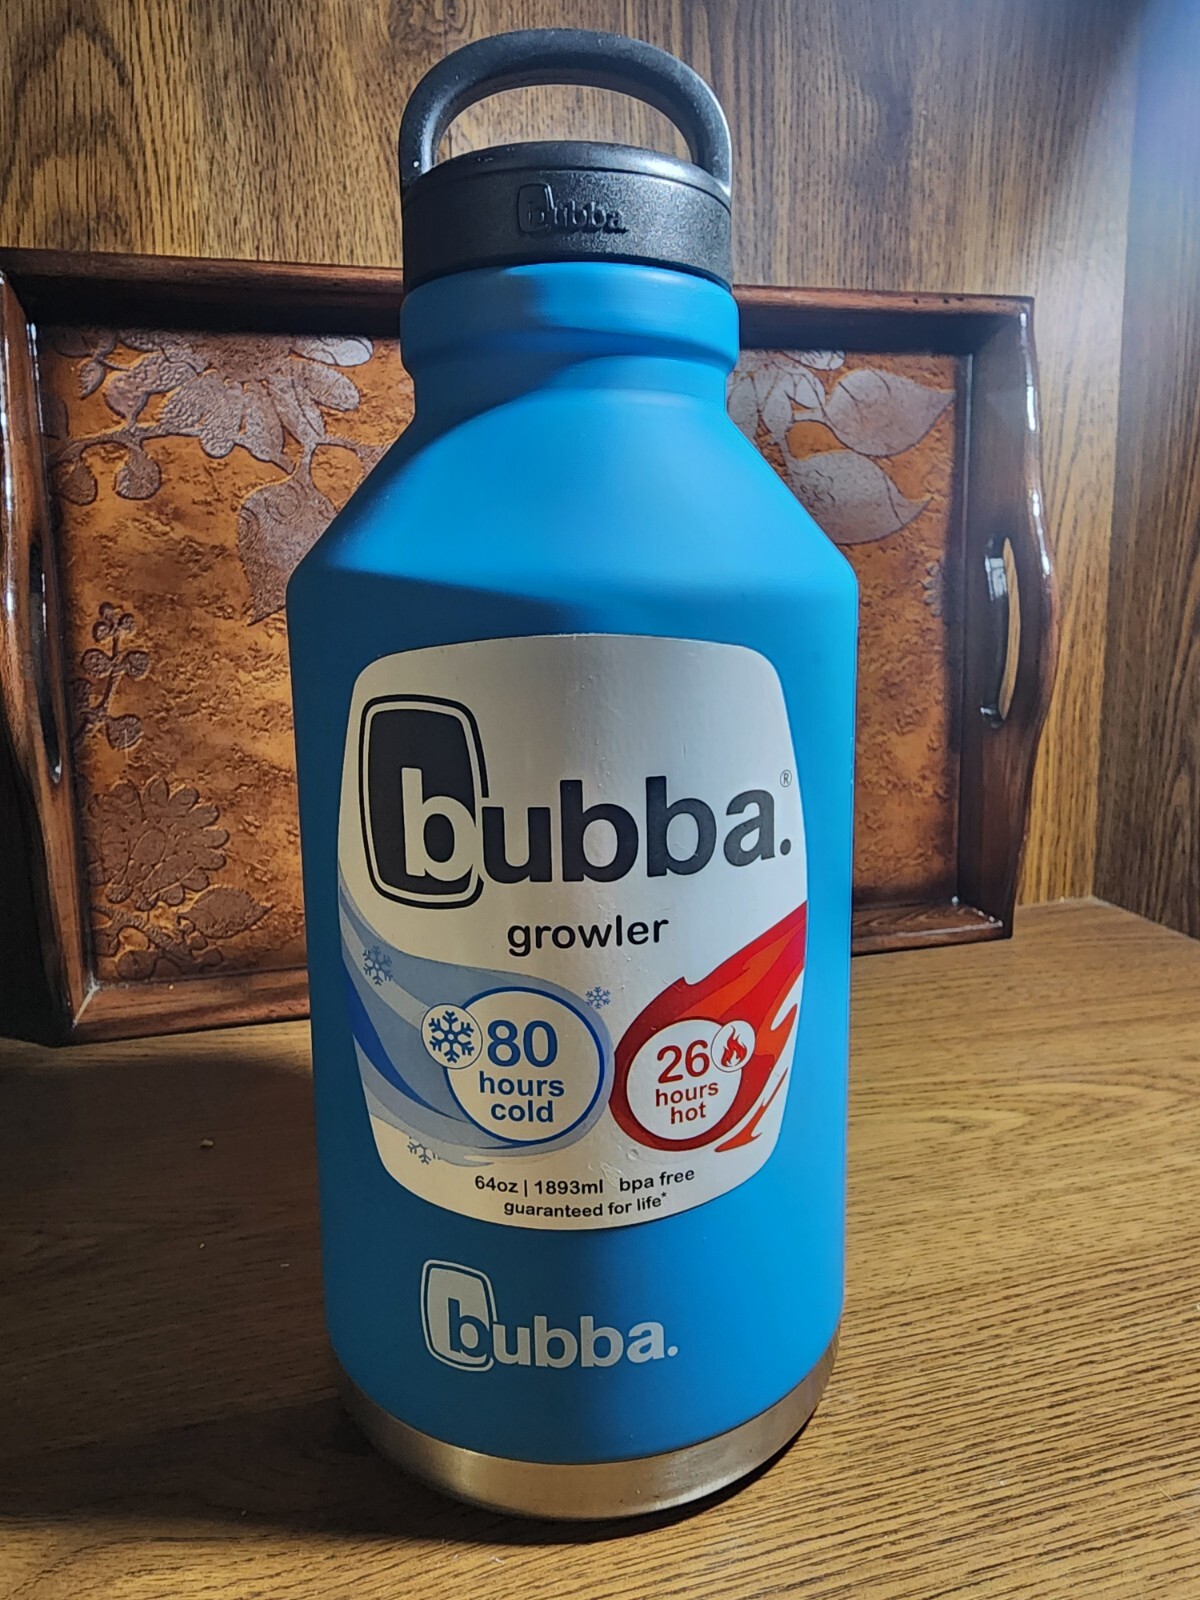 bubba
bubba.®
growler
80
hours
cold
26
hours
hot
64oz | 1893ml bpa free
guaranteed for life*
bubba.